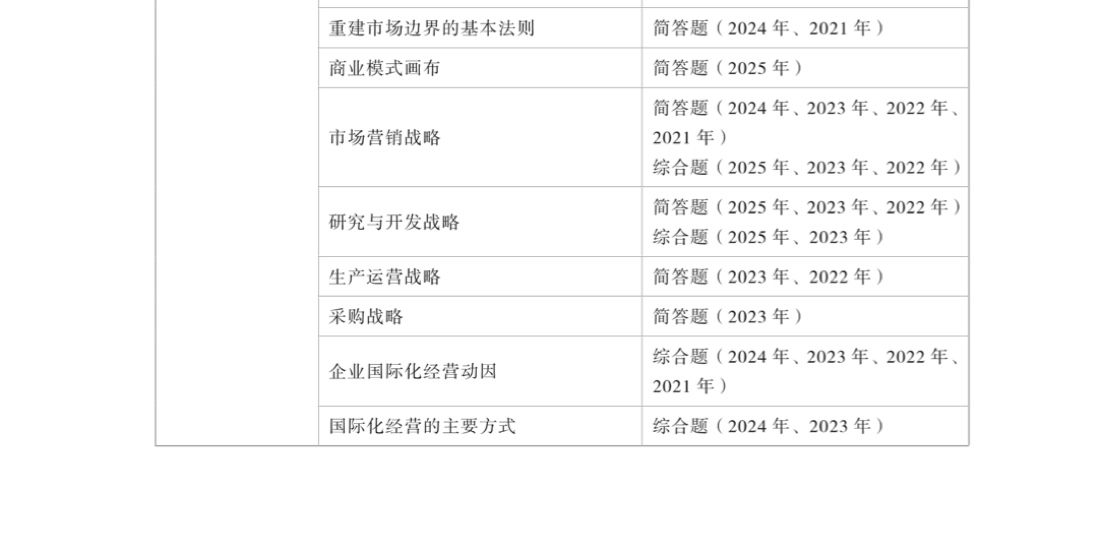 重建市场边界的基本法则
简答题（2024 年、2021 年）
商业模式画布
简答题（2025 年）
市场营销战略
简答题（2024 年、2023 年、2022 年、
2021 年）
综合题（2025 年、2023 年、2022 年）
研究与开发战略
简答题（2025 年、2023 年、2022 年）
综合题（2025 年、2023 年）
生产运营战略
简答题（2023 年、2022 年）
采购战略
简答题（2023 年）
企业国际化经营动因
综合题（2024 年、2023 年、2022 年、
2021 年）
国际化经营的主要方式
综合题（2024 年、2023 年）